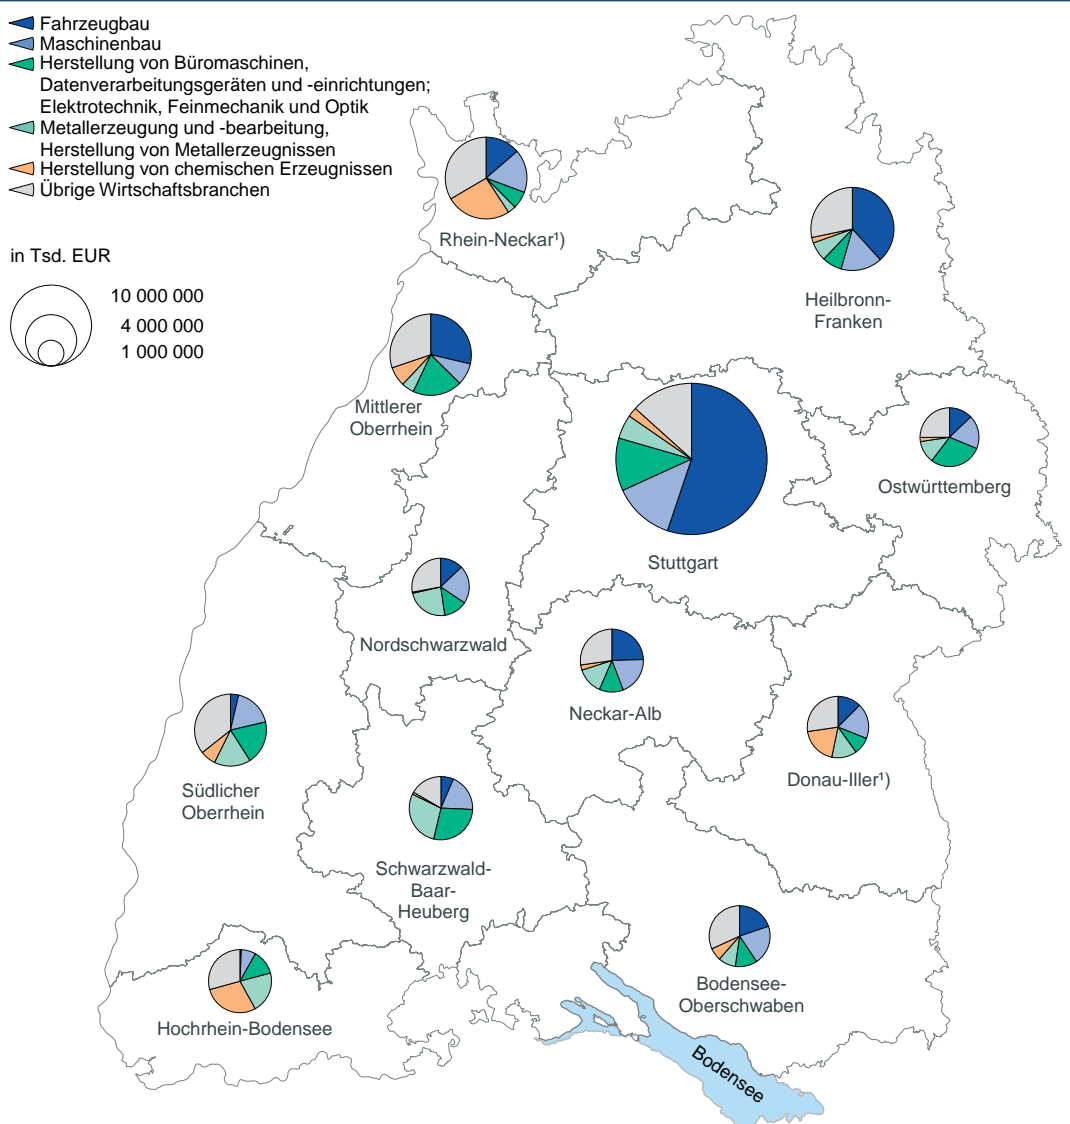 Fahrzeugbau
Maschinenbau
Herstellung von Büromaschinen,
Datenverarbeitungsgeräten und -einrichtungen;
Elektrotechnik, Feinmechanik und Optik
Metallerzeugung und -bearbeitung,
Herstellung von Metallerzeugnissen
Herstellung von chemischen Erzeugnissen
Übrige Wirtschaftsbranchen
in Tsd. EUR
10 000 000
4 000 000
1 000 000
Rhein-Neckar¹)
Heilbronn-
Franken
Mittlerer
Oberrhein
Ostwürttemberg
Stuttgart
Nordschwarzwald
Neckar-Alb
Donau-Iller¹)
Südlicher
Oberrhein
Schwarzwald-
Baar-
Heuberg
Bodensee-
Oberschwaben
Hochrhein-Bodensee
Bodensee